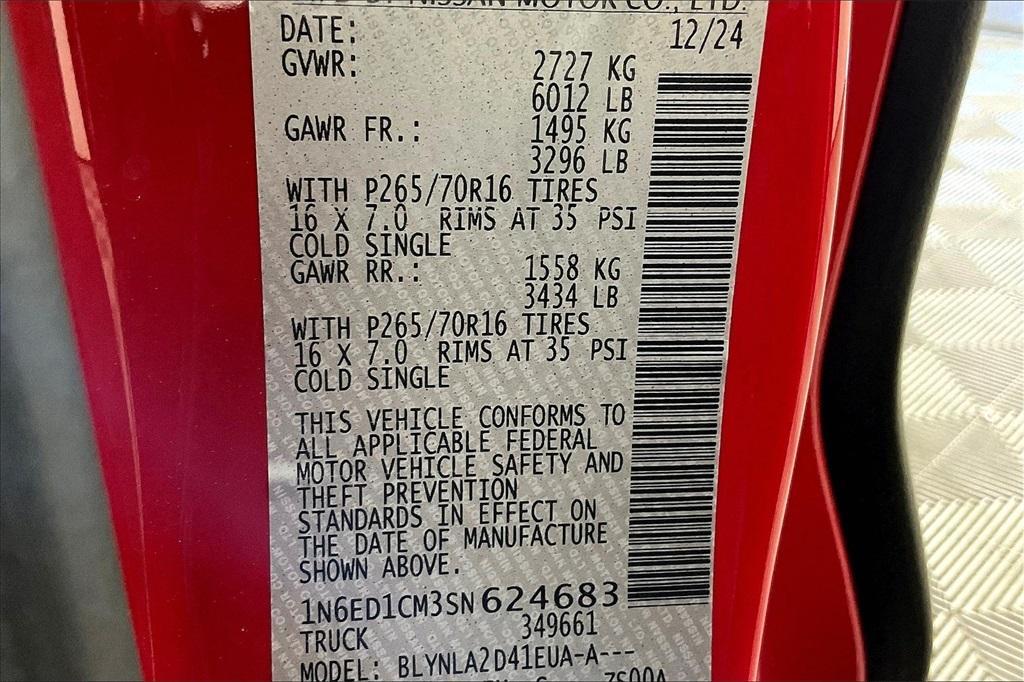 NISSAN MOTOR CO., LTD.
DATE: 12/24
GVWR: 2727 KG
6012 LB
GAWR FR.: 1495 KG
3296 LB
WITH P265/70R16 TIRES
16 X 7.0 RIMS AT 35 PSI
COLD SINGLE
GAWR RR.: 1558 KG
3434 LB
WITH P265/70R16 TIRES
16 X 7.0 RIMS AT 35 PSI
COLD SINGLE
THIS VEHICLE CONFORMS TO
ALL APPLICABLE FEDERAL
MOTOR VEHICLE SAFETY AND
THEFT PREVENTION
STANDARDS IN EFFECT ON
THE DATE OF MANUFACTURE
SHOWN ABOVE.
1N6ED1CM3SN624683
TRUCK 349661
MODEL: BLYNLA2D41EUA-A---